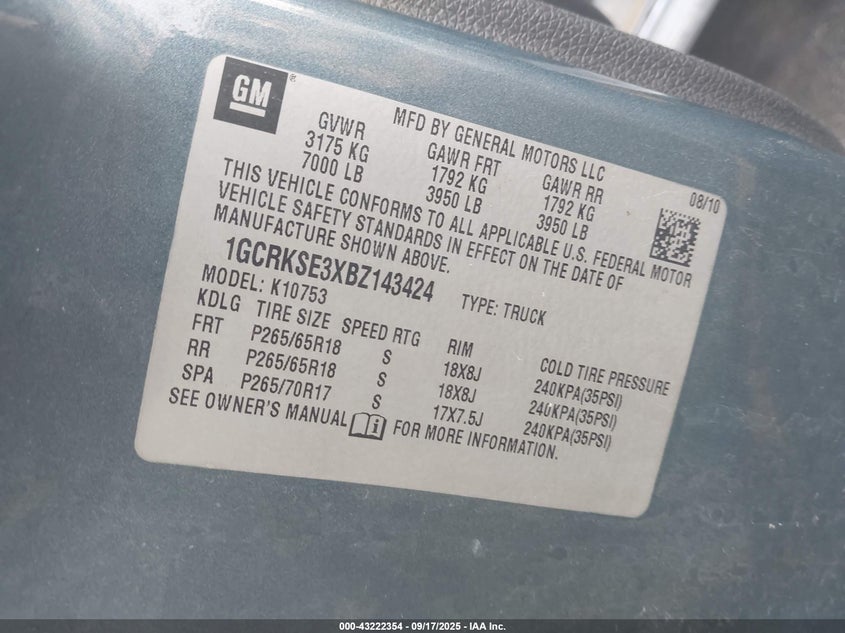 GM
MFD BY GENERAL MOTORS LLC
08/10
GVWR GAWR FRT GAWR RR
3175 KG 1792 KG 1792 KG
7000 LB 3950 LB 3950 LB
THIS VEHICLE CONFORMS TO ALL APPLICABLE U.S. FEDERAL MOTOR
VEHICLE SAFETY STANDARDS IN EFFECT ON THE DATE OF
MANUFACTURE SHOWN ABOVE.
1GCRKSE3XBZ143424
TYPE: TRUCK
MODEL: K10753
KDLG TIRE SIZE SPEED RTG RIM COLD TIRE PRESSURE
FRT P265/65R18 S 18X8J 240KPA(35PSI)
RR P265/65R18 S 18X8J 240KPA(35PSI)
SPA P265/70R17 S 17X7.5J 240KPA(35PSI)
SEE OWNER'S MANUAL FOR MORE INFORMATION.
000-43222354 | 09/17/2025 - IAA Inc.